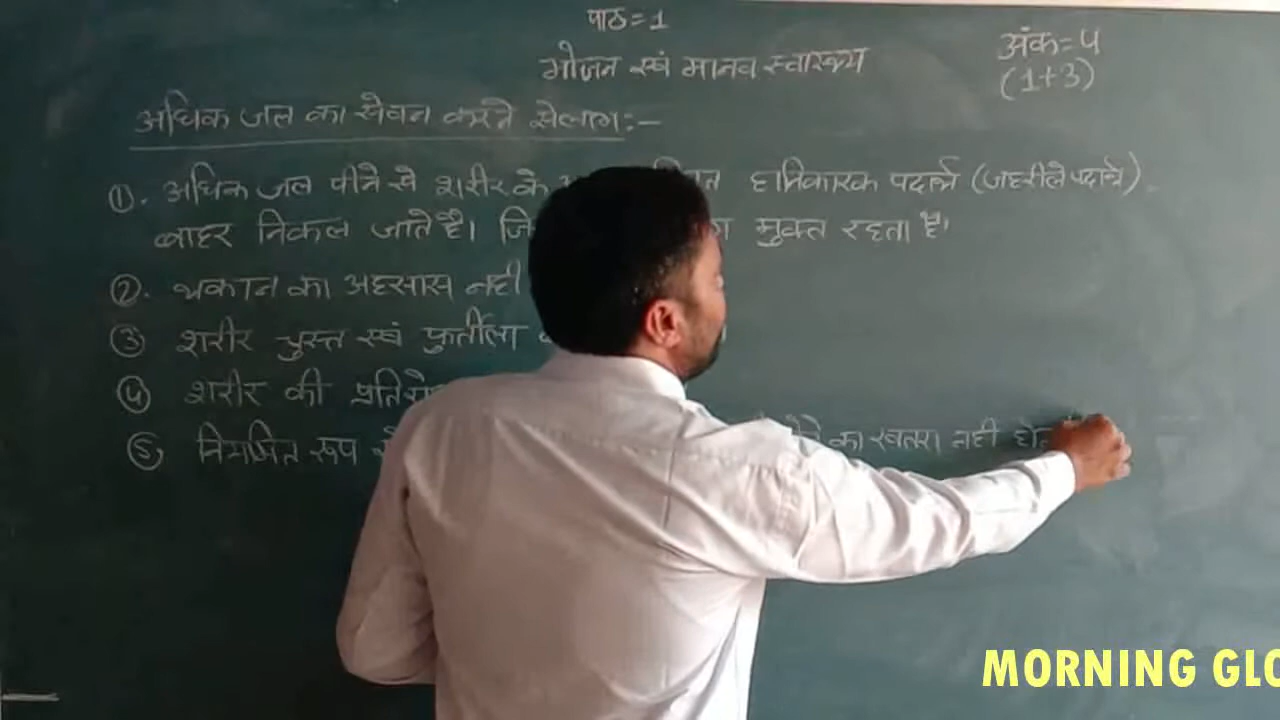 पाठ = 1
भोजन एवं मानव स्वास्थ्य
अंक = 4
(1+3)
अधिक जल का सेवन करने से लाभ :-
①. अधिक जल पीने से शरीर के हानिकारक पदार्थ (जहरीले पदार्थ)
बाहर निकल जाते है। मुक्त रहता है।
②. थकान का अहसास नही
③ शरीर चुस्त एवं फुर्तीला
④ शरीर की
⑤ नियमित रूप का खतरा नही
MORNING GLO